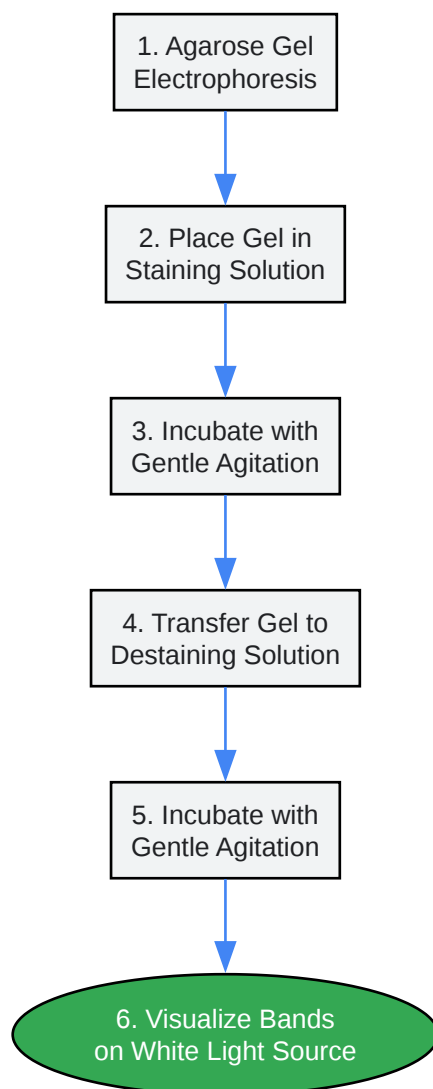 1. Agarose Gel
Electrophoresis
2. Place Gel in
Staining Solution
3. Incubate with
Gentle Agitation
4. Transfer Gel to
Destaining Solution
5. Incubate with
Gentle Agitation
6. Visualize Bands
on White Light Source